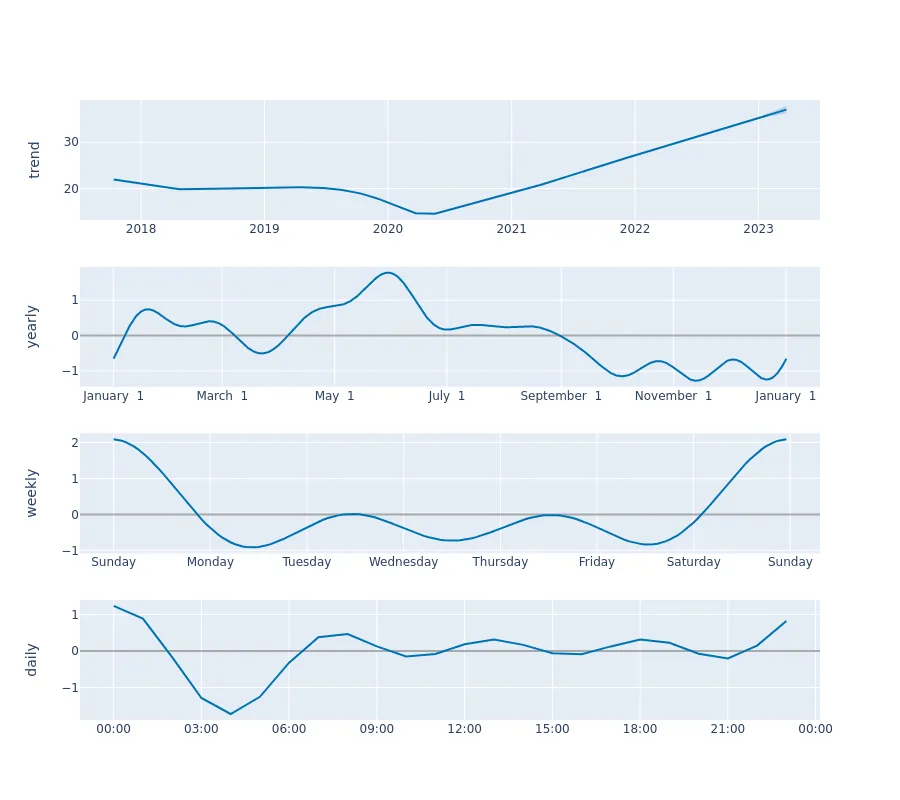 trend
30
20
2018 2019 2020 2021 2022 2023
yearly
1
0
−1
January 1 March 1 May 1 July 1 September 1 November 1 January 1
weekly
2
1
0
−1
Sunday Monday Tuesday Wednesday Thursday Friday Saturday Sunday
daily
1
0
−1
00:00 03:00 06:00 09:00 12:00 15:00 18:00 21:00 00:00